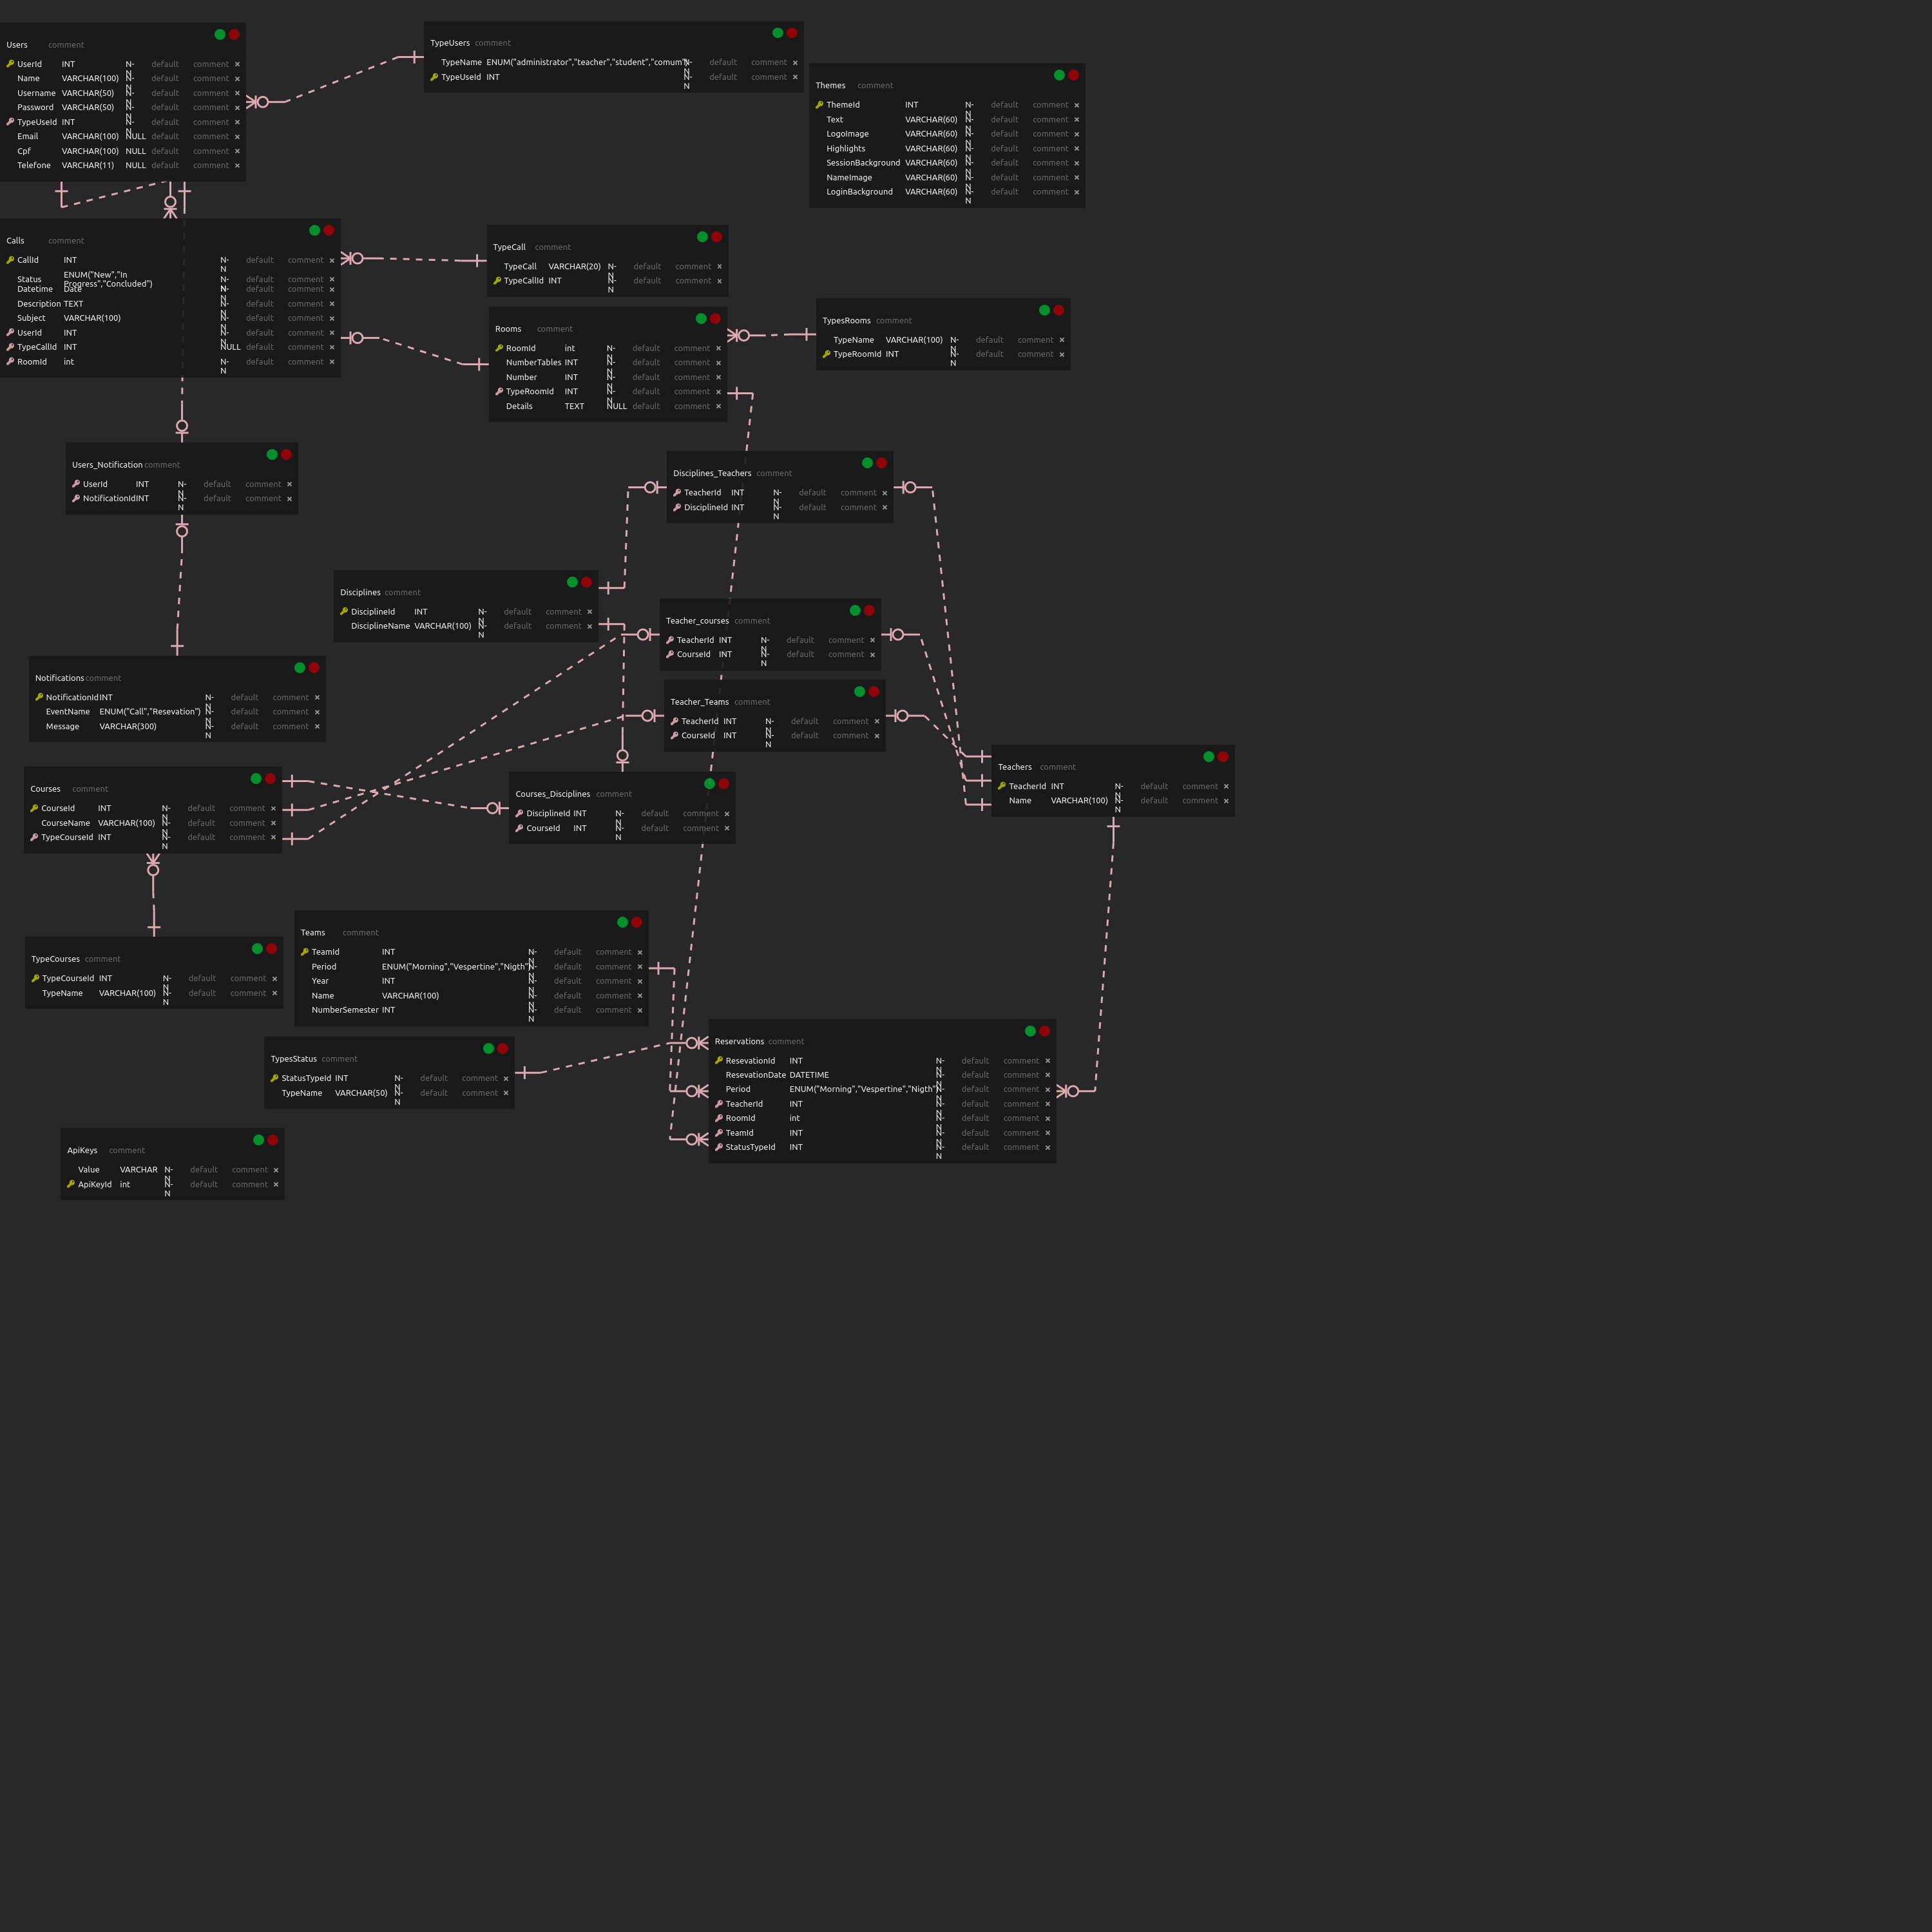 Users comment
UserId INT N-N default comment ×
Name VARCHAR(100) N-N default comment ×
Username VARCHAR(50) N-N default comment ×
Password VARCHAR(50) N-N default comment ×
TypeUseId INT N-N default comment ×
Email VARCHAR(100) NULL default comment ×
Cpf VARCHAR(100) NULL default comment ×
Telefone VARCHAR(11) NULL default comment ×
TypeUsers comment
TypeName ENUM("administrator","teacher","student","comum") N-N default comment ×
TypeUseId INT N-N default comment ×
Themes comment
ThemeId INT N-N default comment ×
Text VARCHAR(60) N-N default comment ×
LogoImage VARCHAR(60) N-N default comment ×
Highlights VARCHAR(60) N-N default comment ×
SessionBackground VARCHAR(60) N-N default comment ×
NameImage VARCHAR(60) N-N default comment ×
LoginBackground VARCHAR(60) N-N default comment ×
Calls comment
CallId INT N-N default comment ×
Status ENUM("New","In Progress","Concluded") N-N default comment ×
Datetime Date N-N default comment ×
Description TEXT N-N default comment ×
Subject VARCHAR(100) N-N default comment ×
UserId INT N-N default comment ×
TypeCallId INT NULL default comment ×
RoomId int N-N default comment ×
TypeCall comment
TypeCall VARCHAR(20) N-N default comment ×
TypeCallId INT N-N default comment ×
Rooms comment
RoomId int N-N default comment ×
NumberTables INT N-N default comment ×
Number INT N-N default comment ×
TypeRoomId INT N-N default comment ×
Details TEXT NULL default comment ×
TypesRooms comment
TypeName VARCHAR(100) N-N default comment ×
TypeRoomId INT N-N default comment ×
Users_Notification comment
UserId INT N-N default comment ×
NotificationId INT N-N default comment ×
Disciplines_Teachers comment
TeacherId INT N-N default comment ×
DisciplineId INT N-N default comment ×
Disciplines comment
DisciplineId INT N-N default comment ×
DisciplineName VARCHAR(100) N-N default comment ×
Teacher_courses comment
TeacherId INT N-N default comment ×
CourseId INT N-N default comment ×
Notifications comment
NotificationId INT N-N default comment ×
EventName ENUM("Call","Resevation") N-N default comment ×
Message VARCHAR(300) N-N default comment ×
Teacher_Teams comment
TeacherId INT N-N default comment ×
CourseId INT N-N default comment ×
Teachers comment
TeacherId INT N-N default comment ×
Name VARCHAR(100) N-N default comment ×
Courses comment
CourseId INT N-N default comment ×
CourseName VARCHAR(100) N-N default comment ×
TypeCourseId INT N-N default comment ×
Courses_Disciplines comment
DisciplineId INT N-N default comment ×
CourseId INT N-N default comment ×
TypeCourses comment
TypeCourseId INT N-N default comment ×
TypeName VARCHAR(100) N-N default comment ×
Teams comment
TeamId INT N-N default comment ×
Period ENUM("Morning","Vespertine","Nigth") N-N default comment ×
Year INT N-N default comment ×
Name VARCHAR(100) N-N default comment ×
NumberSemester INT N-N default comment ×
TypesStatus comment
StatusTypeId INT N-N default comment ×
TypeName VARCHAR(50) N-N default comment ×
Reservations comment
ResevationId INT N-N default comment ×
ResevationDate DATETIME N-N default comment ×
Period ENUM("Morning","Vespertine","Nigth") N-N default comment ×
TeacherId INT N-N default comment ×
RoomId int N-N default comment ×
TeamId INT N-N default comment ×
StatusTypeId INT N-N default comment ×
ApiKeys comment
Value VARCHAR N-N default comment ×
ApiKeyId int N-N default comment ×